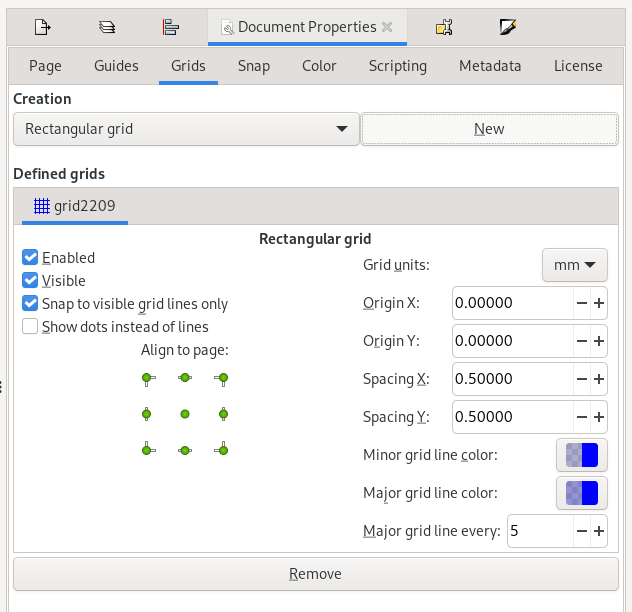 Document Properties
Page Guides Grids Snap Color Scripting Metadata License
Creation
Rectangular grid New
Defined grids
grid2209
Rectangular grid
Enabled
Visible
Snap to visible grid lines only
Show dots instead of lines
Align to page:
Grid units: mm
Origin X: 0.00000
Origin Y: 0.00000
Spacing X: 0.50000
Spacing Y: 0.50000
Minor grid line color:
Major grid line color:
Major grid line every: 5
Remove